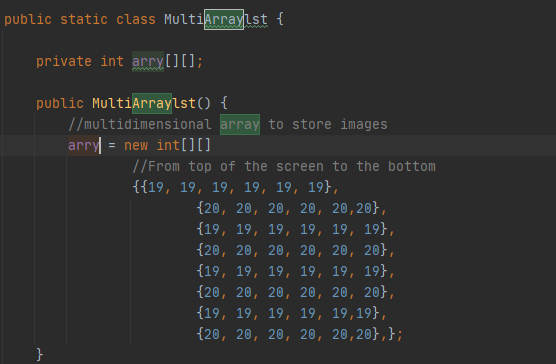 public static class MultiArraylst {
private int arry[][];
public MultiArraylst() {
//multidimensional array to store images
arry = new int[][]
//From top of the screen to the bottom
{{19, 19, 19, 19, 19, 19},
{20, 20, 20, 20, 20,20},
{19, 19, 19, 19, 19, 19},
{20, 20, 20, 20, 20, 20},
{19, 19, 19, 19, 19, 19},
{20, 20, 20, 20, 20, 20},
{19, 19, 19, 19, 19,19},
{20, 20, 20, 20, 20,20},};
}